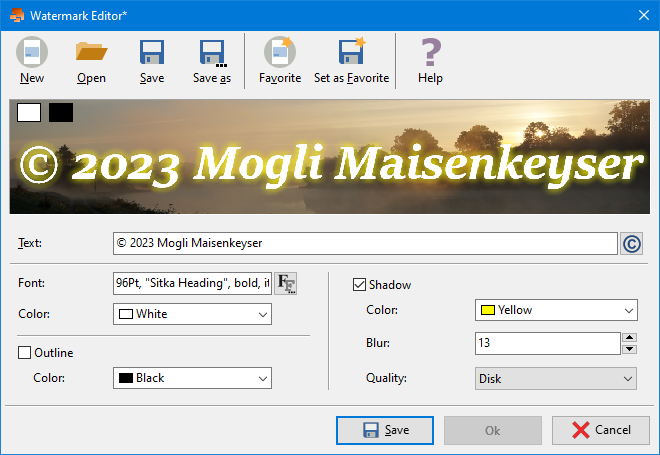 Watermark Editor*
New Open Save Save as Favorite Set as Favorite Help
© 2023 Mogli Maisenkeyser
Text: © 2023 Mogli Maisenkeyser ©
Font: 96Pt, "Sitka Heading", bold, it
Color: White
Outline
Color: Black
Shadow
Color: Yellow
Blur: 13
Quality: Disk
Save Ok Cancel